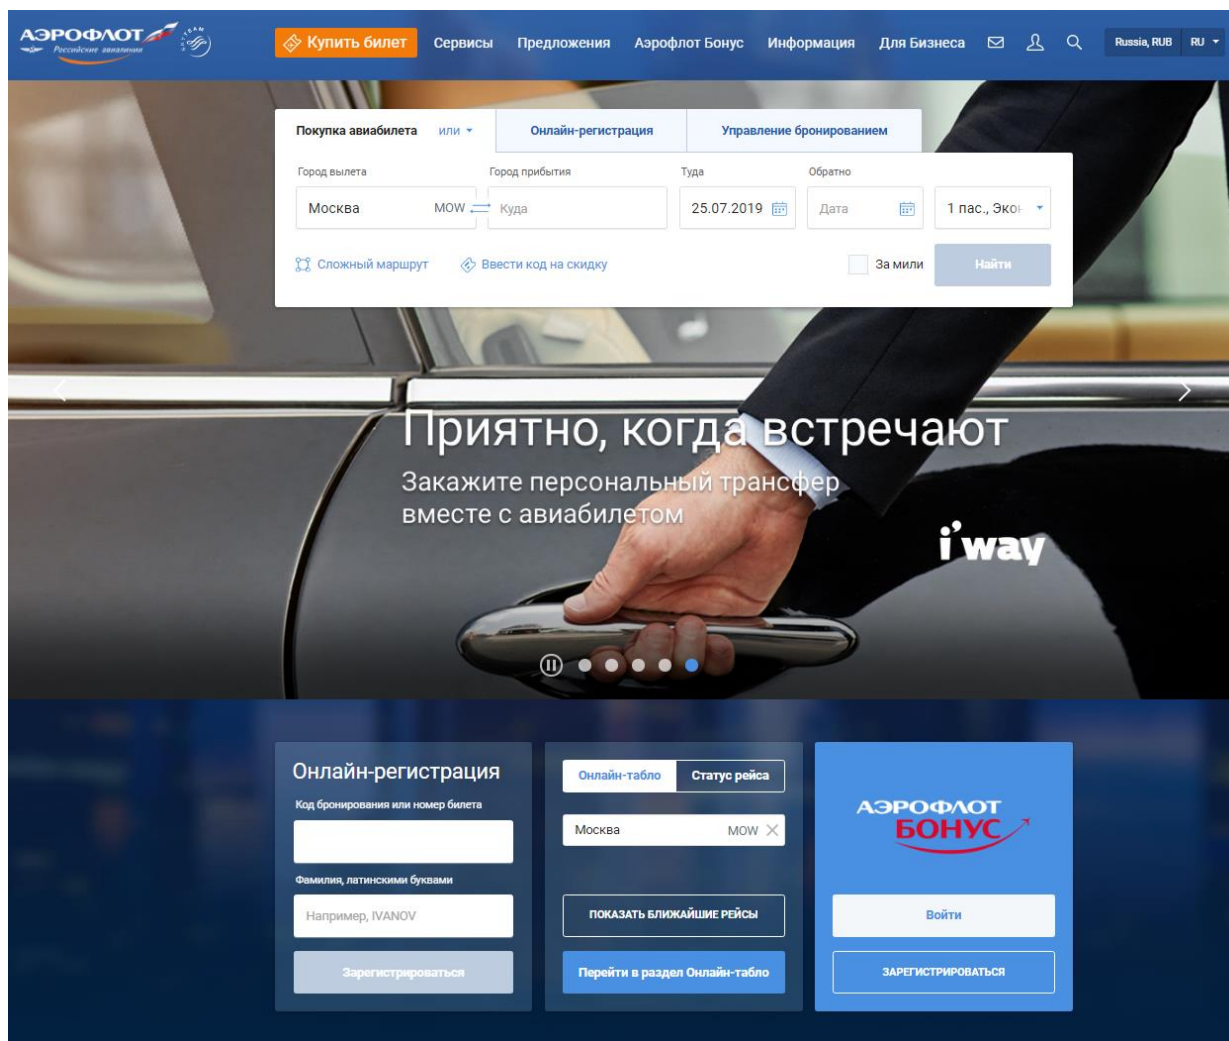 АЭРОФЛОТ
Российские авиалинии
SKYTEAM
Купить билет
Сервисы
Предложения
Аэрофлот Бонус
Информация
Для Бизнеса
Russia, RUB
RU
Покупка авиабилета
или
Онлайн-регистрация
Управление бронированием
Город вылета
Город прибытия
Туда
Обратно
Москва
MOW
Куда
25.07.2019
Дата
1 пас., Экон
Сложный маршрут
Ввести код на скидку
За мили
Найти
Приятно, когда встречают
Закажите персональный трансфер
вместе с авиабилетом
i'way
Онлайн-регистрация
Код бронирования или номер билета
Фамилия, латинскими буквами
Например, IVANOV
Зарегистрироваться
Онлайн-табло
Статус рейса
Москва
MOW
ПОКАЗАТЬ БЛИЖАЙШИЕ РЕЙСЫ
Перейти в раздел Онлайн-табло
АЭРОФЛОТ
БОНУС
Войти
ЗАРЕГИСТРИРОВАТЬСЯ